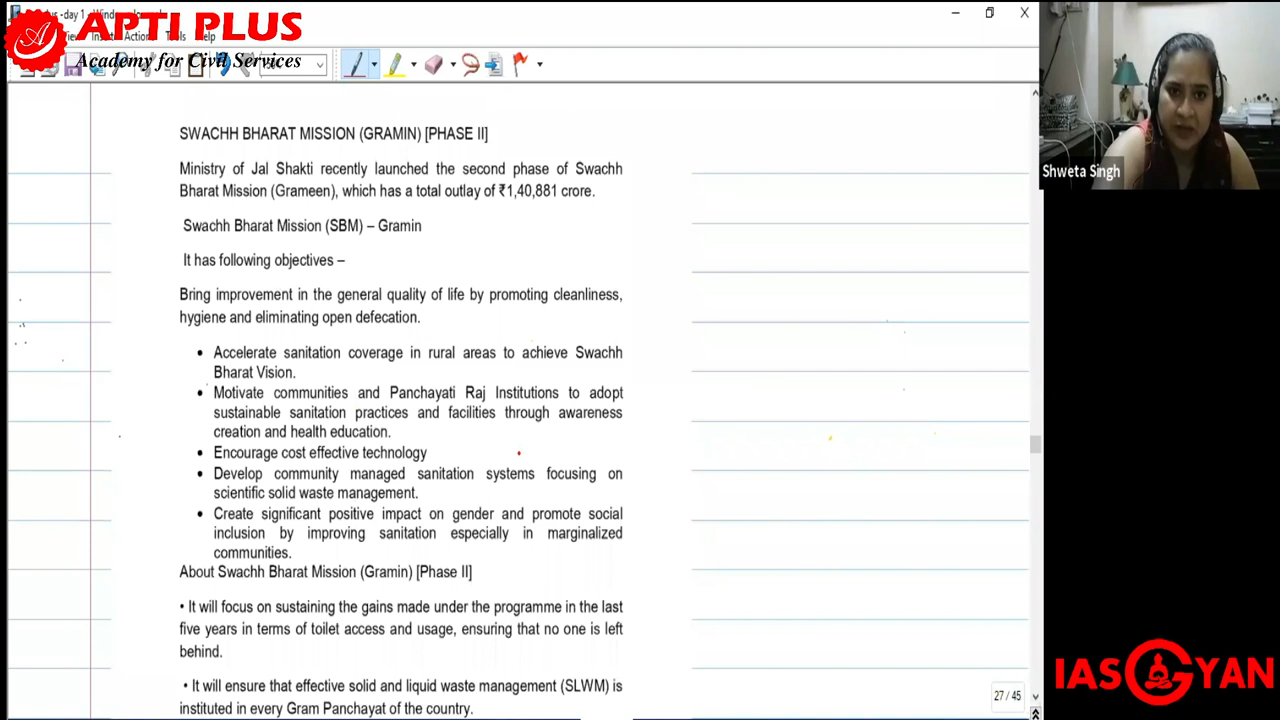 APTI PLUS
Academy for Civil Services
Shweta Singh
SWACHH BHARAT MISSION (GRAMIN) [PHASE II]
Ministry of Jal Shakti recently launched the second phase of Swachh
Bharat Mission (Grameen), which has a total outlay of ₹1,40,881 crore.
Swachh Bharat Mission (SBM) – Gramin
It has following objectives –
Bring improvement in the general quality of life by promoting cleanliness,
hygiene and eliminating open defecation.
• Accelerate sanitation coverage in rural areas to achieve Swachh
Bharat Vision.
• Motivate communities and Panchayati Raj Institutions to adopt
sustainable sanitation practices and facilities through awareness
creation and health education.
• Encourage cost effective technology
• Develop community managed sanitation systems focusing on
scientific solid waste management.
• Create significant positive impact on gender and promote social
inclusion by improving sanitation especially in marginalized
communities.
About Swachh Bharat Mission (Gramin) [Phase II]
• It will focus on sustaining the gains made under the programme in the last
five years in terms of toilet access and usage, ensuring that no one is left
behind.
• It will ensure that effective solid and liquid waste management (SLWM) is
instituted in every Gram Panchayat of the country.
27 / 45
IAS GYAN